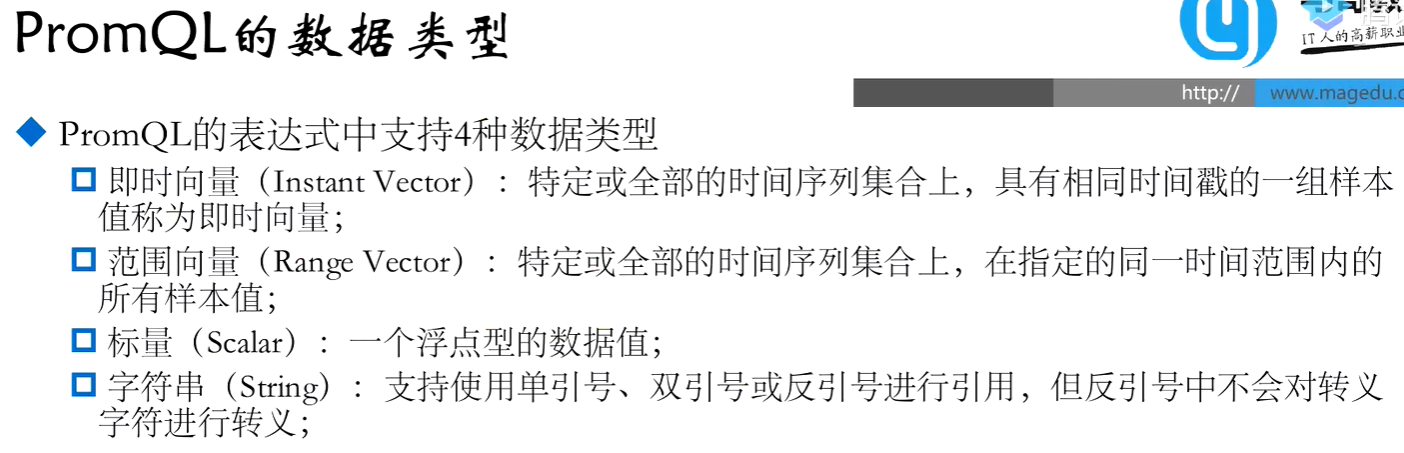 PromQL的数据类型
IT人的高薪职业
http:// www.magedu.c
PromQL的表达式中支持4种数据类型
即时向量（Instant Vector）：特定或全部的时间序列集合上，具有相同时间戳的一组样本
值称为即时向量；
范围向量（Range Vector）：特定或全部的时间序列集合上，在指定的同一时间范围内的
所有样本值；
标量（Scalar）：一个浮点型的数据值；
字符串（String）：支持使用单引号、双引号或反引号进行引用，但反引号中不会对转义
字符进行转义；